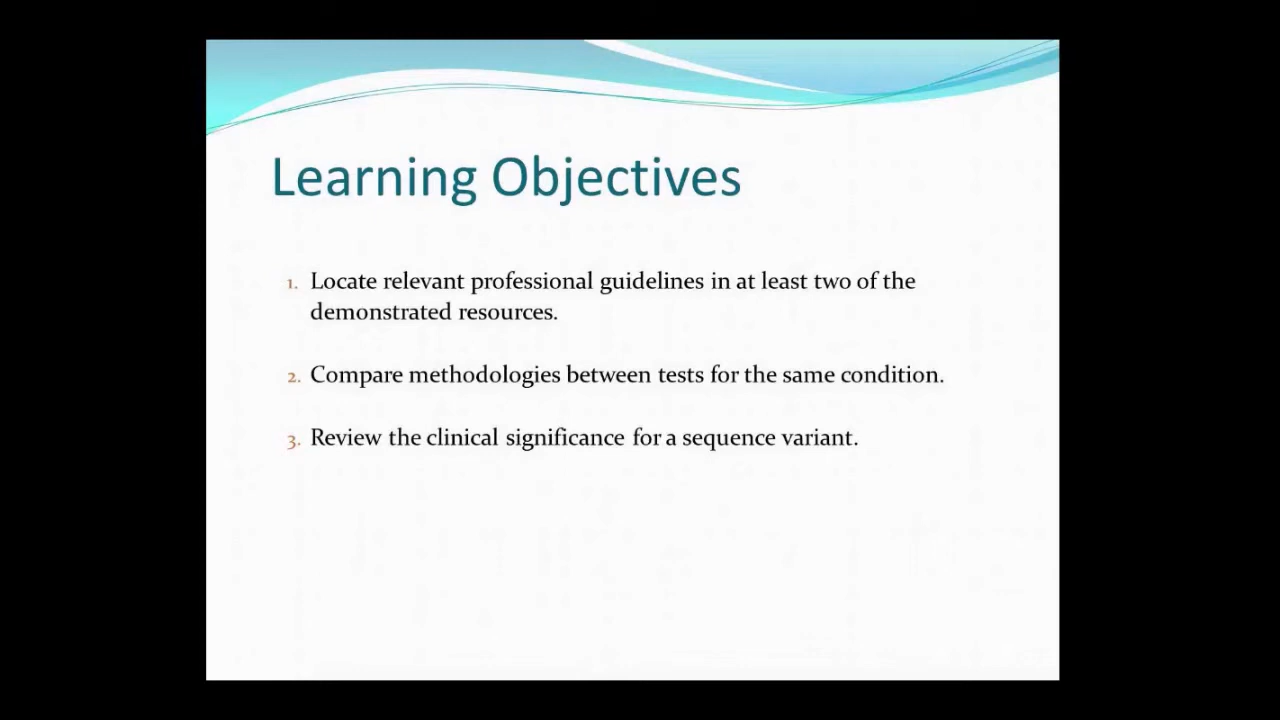 Learning Objectives
1. Locate relevant professional guidelines in at least two of the
demonstrated resources.
2. Compare methodologies between tests for the same condition.
3. Review the clinical significance for a sequence variant.